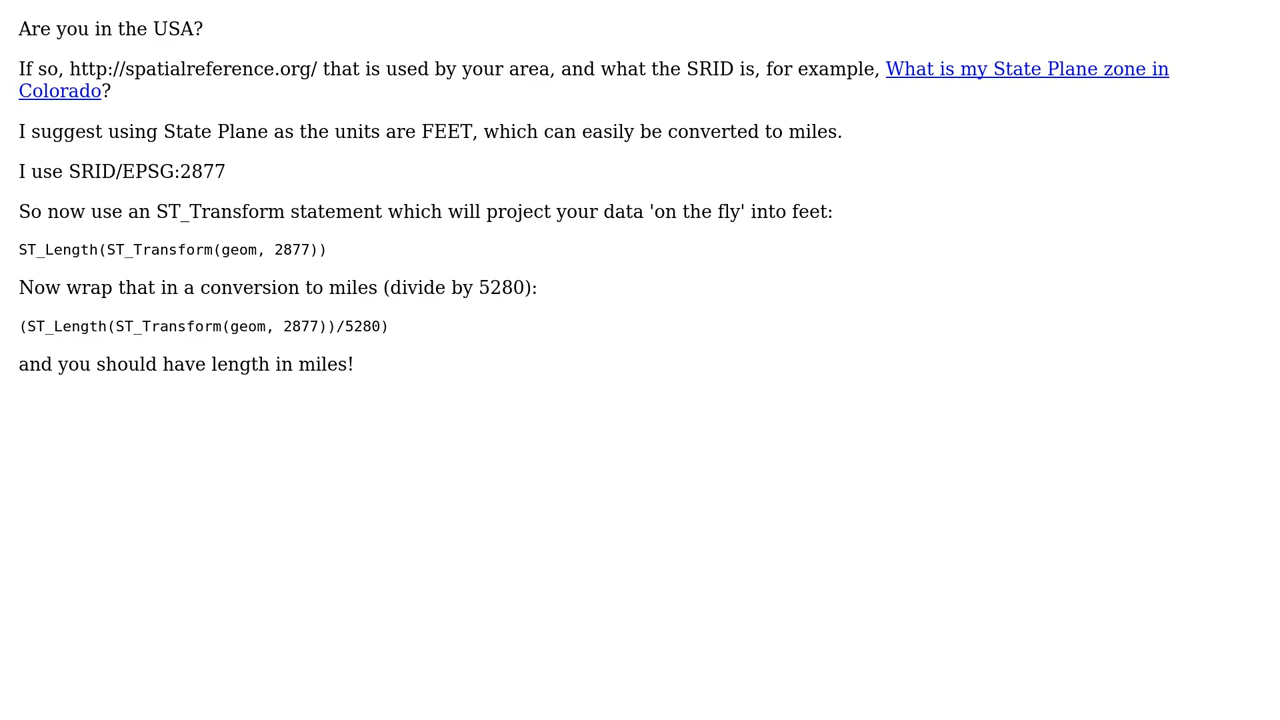 Are you in the USA?
If so, http://spatialreference.org/ that is used by your area, and what the SRID is, for example, What is my State Plane zone in
Colorado?
I suggest using State Plane as the units are FEET, which can easily be converted to miles.
I use SRID/EPSG:2877
So now use an ST_Transform statement which will project your data 'on the fly' into feet:
ST_Length(ST_Transform(geom, 2877))
Now wrap that in a conversion to miles (divide by 5280):
(ST_Length(ST_Transform(geom, 2877))/5280)
and you should have length in miles!